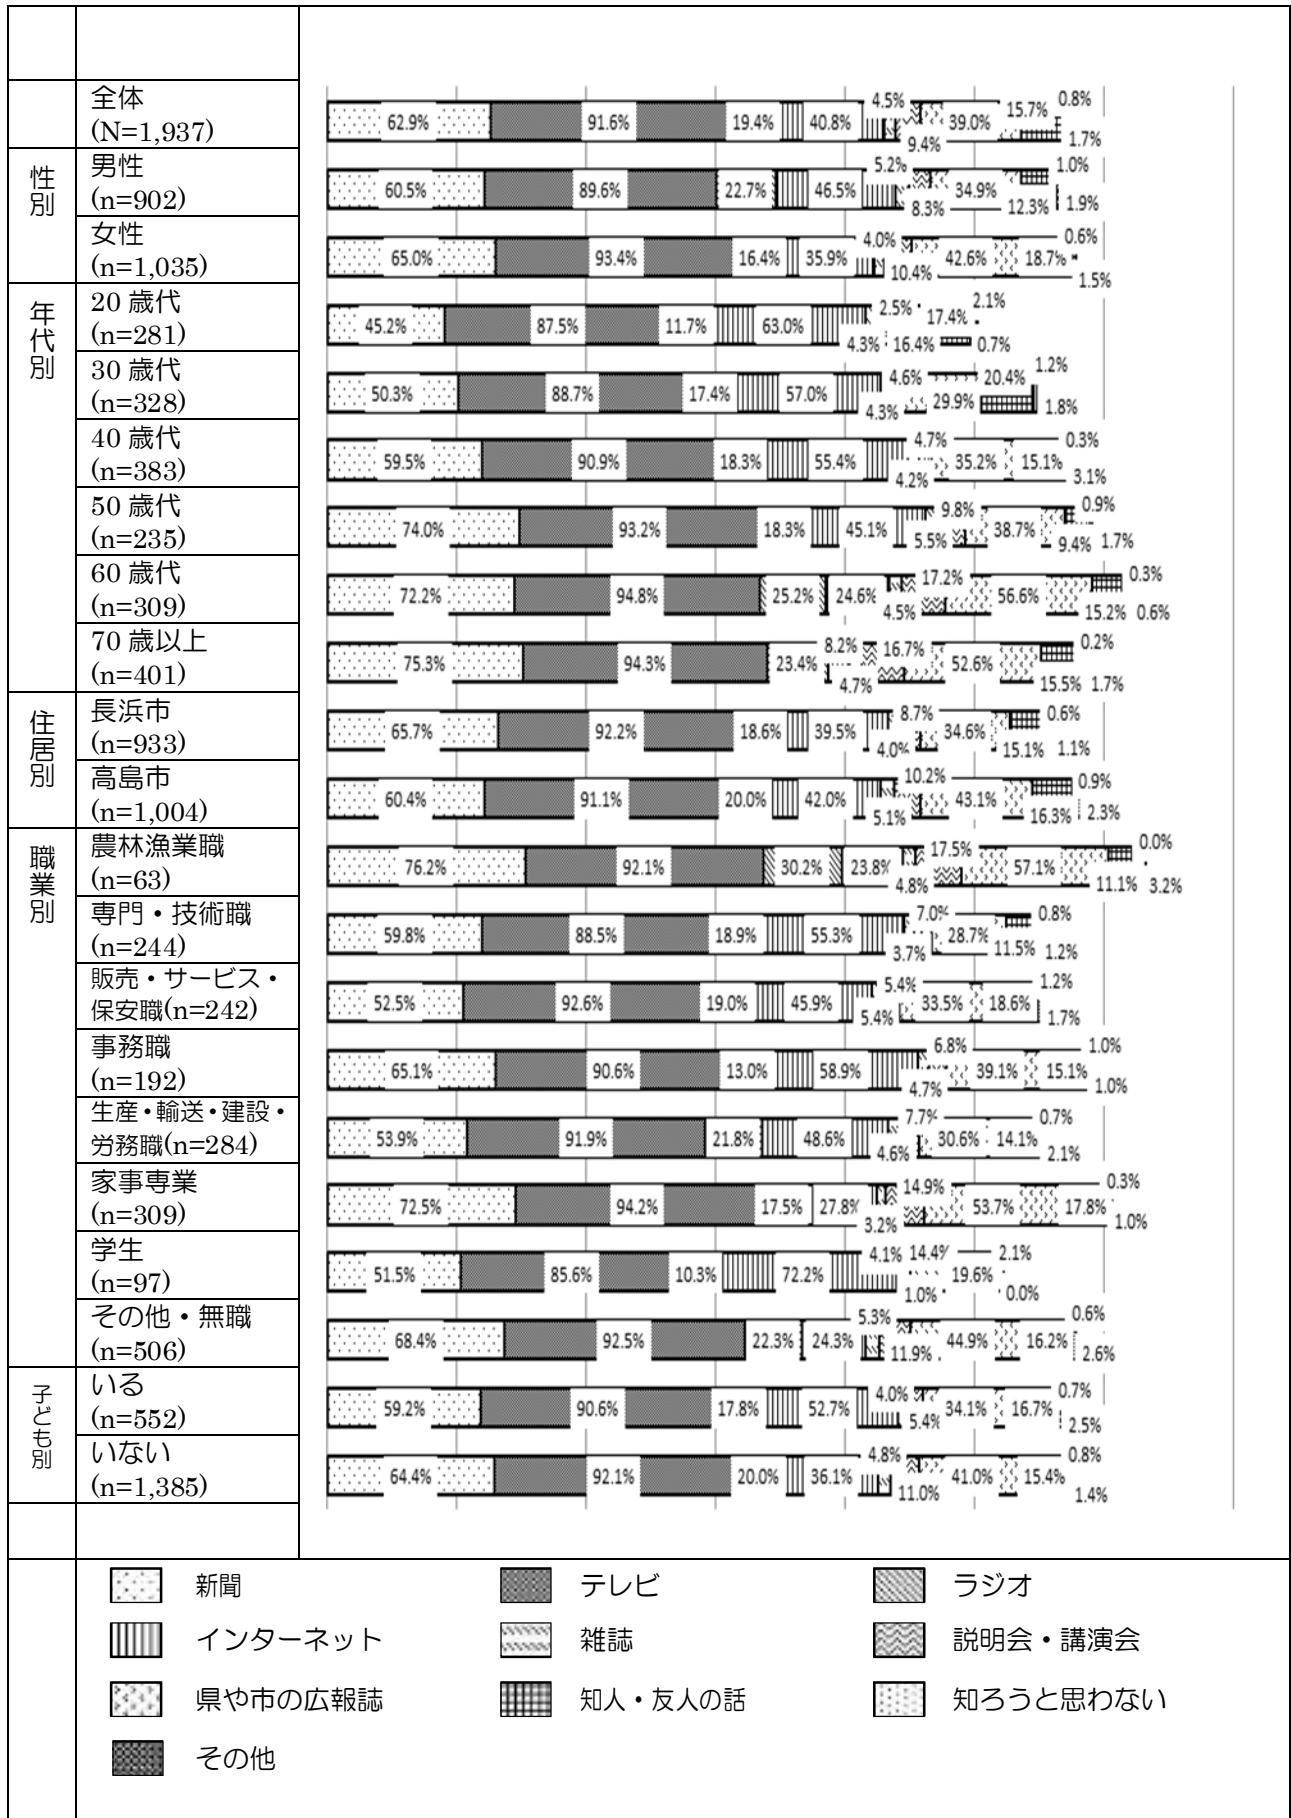 全体
(N=1,937)
62.9% 91.6% 19.4% 40.8% 4.5% 9.4% 39.0% 15.7% 0.8% 1.7%
性別
男性
(n=902)
60.5% 89.6% 22.7% 46.5% 5.2% 8.3% 34.9% 12.3% 1.0% 1.9%
女性
(n=1,035)
65.0% 93.4% 16.4% 35.9% 4.0% 10.4% 42.6% 18.7% 0.6% 1.5%
年代別
20 歳代
(n=281)
45.2% 87.5% 11.7% 63.0% 4.3% 2.5% 16.4% 17.4% 2.1% 0.7%
30 歳代
(n=328)
50.3% 88.7% 17.4% 57.0% 4.3% 4.6% 29.9% 20.4% 1.2% 1.8%
40 歳代
(n=383)
59.5% 90.9% 18.3% 55.4% 4.2% 4.7% 35.2% 15.1% 0.3% 3.1%
50 歳代
(n=235)
74.0% 93.2% 18.3% 45.1% 5.5% 9.8% 38.7% 9.4% 0.9% 1.7%
60 歳代
(n=309)
72.2% 94.8% 25.2% 24.6% 4.5% 17.2% 56.6% 15.2% 0.3% 0.6%
70 歳以上
(n=401)
75.3% 94.3% 23.4% 8.2% 4.7% 16.7% 52.6% 15.5% 0.2% 1.7%
住居別
長浜市
(n=933)
65.7% 92.2% 18.6% 39.5% 4.0% 8.7% 34.6% 15.1% 0.6% 1.1%
高島市
(n=1,004)
60.4% 91.1% 20.0% 42.0% 5.1% 10.2% 43.1% 16.3% 0.9% 2.3%
職業別
農林漁業職
(n=63)
76.2% 92.1% 30.2% 23.8% 4.8% 17.5% 57.1% 11.1% 0.0% 3.2%
専門・技術職
(n=244)
59.8% 88.5% 18.9% 55.3% 3.7% 7.0% 28.7% 11.5% 0.8% 1.2%
販売・サービス・
保安職(n=242)
52.5% 92.6% 19.0% 45.9% 5.4% 5.4% 33.5% 18.6% 1.2% 1.7%
事務職
(n=192)
65.1% 90.6% 13.0% 58.9% 4.7% 6.8% 39.1% 15.1% 1.0% 1.0%
生産・輸送・建設・
労務職(n=284)
53.9% 91.9% 21.8% 48.6% 4.6% 7.7% 30.6% 14.1% 0.7% 2.1%
家事専業
(n=309)
72.5% 94.2% 17.5% 27.8% 3.2% 14.9% 53.7% 17.8% 0.3% 1.0%
学生
(n=97)
51.5% 85.6% 10.3% 72.2% 4.1% 1.0% 14.4% 19.6% 2.1% 0.0%
その他・無職
(n=506)
68.4% 92.5% 22.3% 24.3% 5.3% 11.9% 44.9% 16.2% 0.6% 2.6%
子ども別
いる
(n=552)
59.2% 90.6% 17.8% 52.7% 4.0% 5.4% 34.1% 16.7% 0.7% 2.5%
いない
(n=1,385)
64.4% 92.1% 20.0% 36.1% 4.8% 11.0% 41.0% 15.4% 0.8% 1.4%
新聞 テレビ ラジオ
インターネット 雑誌 説明会・講演会
県や市の広報誌 知人・友人の話 知ろうと思わない
その他